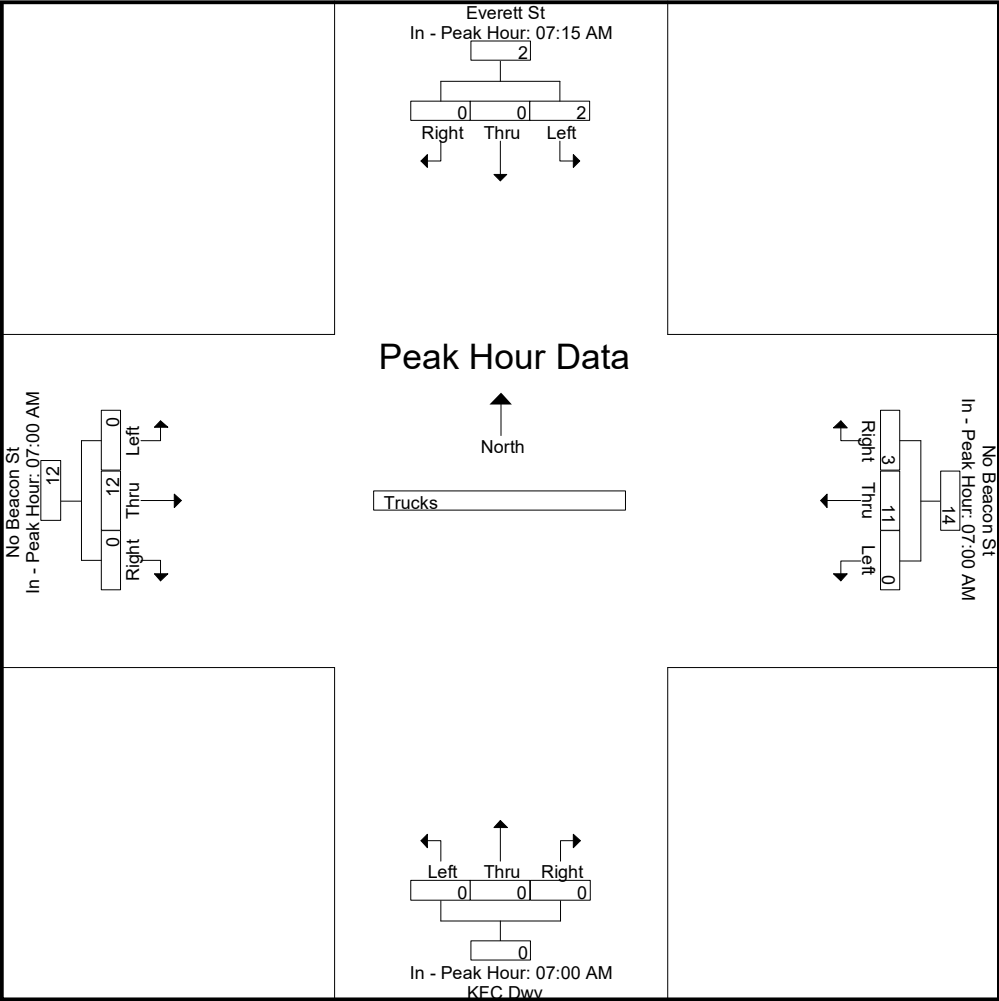 Everett St
In - Peak Hour: 07:15 AM
2
0 0 2
Right Thru Left
Peak Hour Data
North
Trucks
No Beacon St
In - Peak Hour: 07:00 AM
12
0 12 0
Left Thru Right
No Beacon St
In - Peak Hour: 07:00 AM
14
3 11 0
Right Thru Left
Left Thru Right
0 0 0
0
In - Peak Hour: 07:00 AM
KFC Dwy